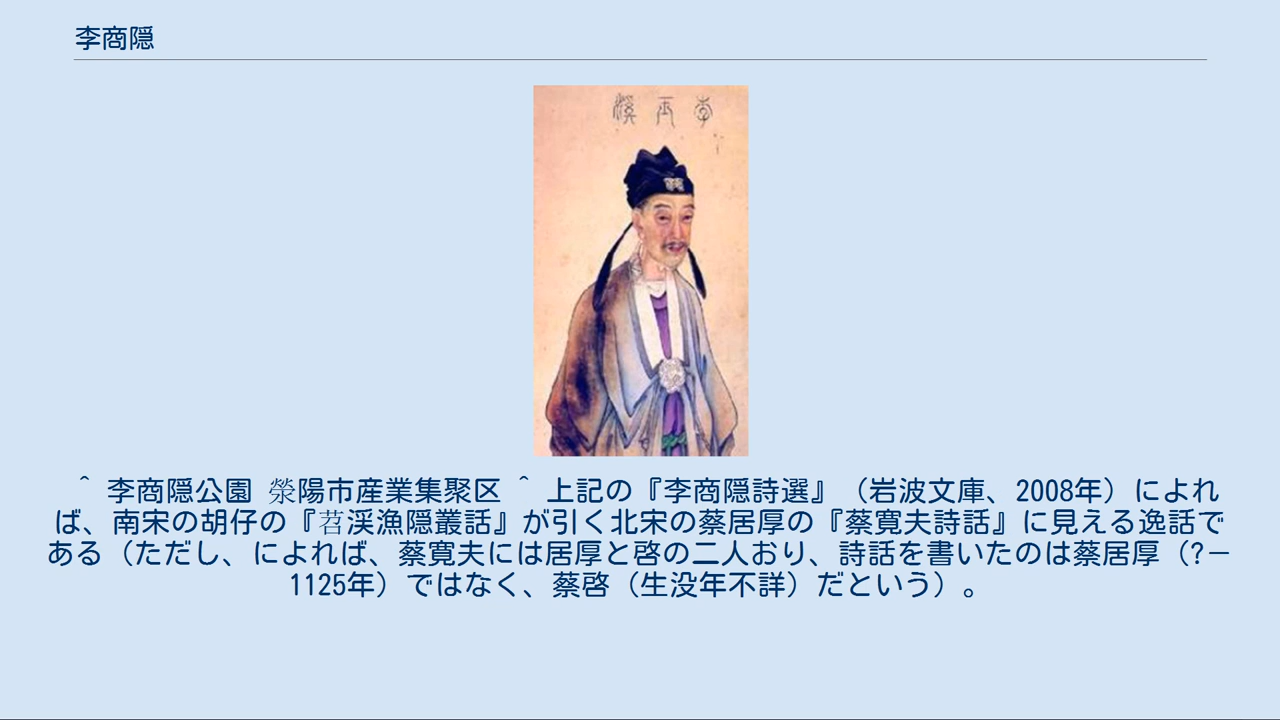 李商隠
李玉溪
＾ 李商隠公園 滎陽市産業集聚区 ＾ 上記の『李商隠詩選』（岩波文庫、2008年）によれ
ば、南宋の胡仔の『苕渓漁隠叢話』が引く北宋の蔡居厚の『蔡寛夫詩話』に見える逸話で
ある（ただし、によれば、蔡寛夫には居厚と啓の二人おり、詩話を書いたのは蔡居厚（?－
1125年）ではなく、蔡啓（生没年不詳）だという）。